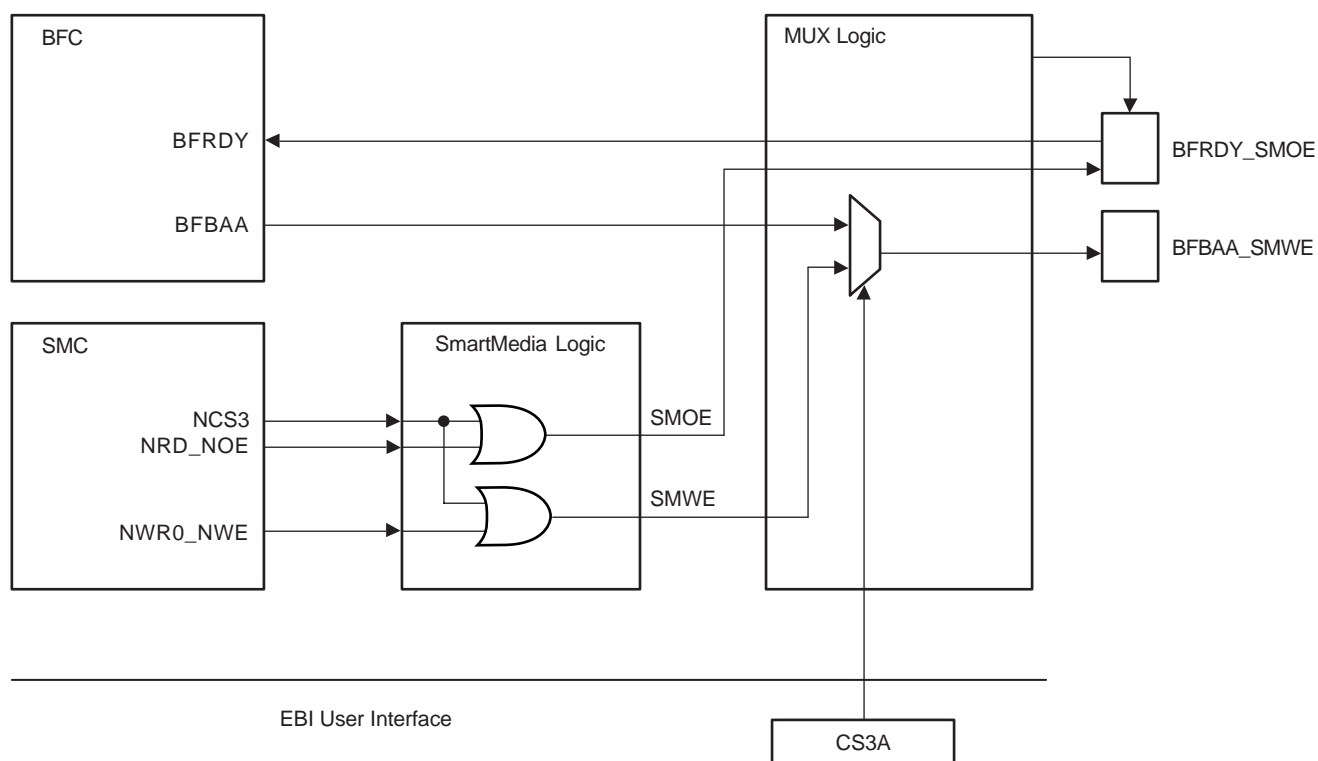 BFC
MUX Logic
BFRDY
BFRDY_SMOE
BFBAA
BFBAA_SMWE
SMC
SmartMedia Logic
NCS3
SMOE
NRD_NOE
SMWE
NWR0_NWE
EBI User Interface
CS3A